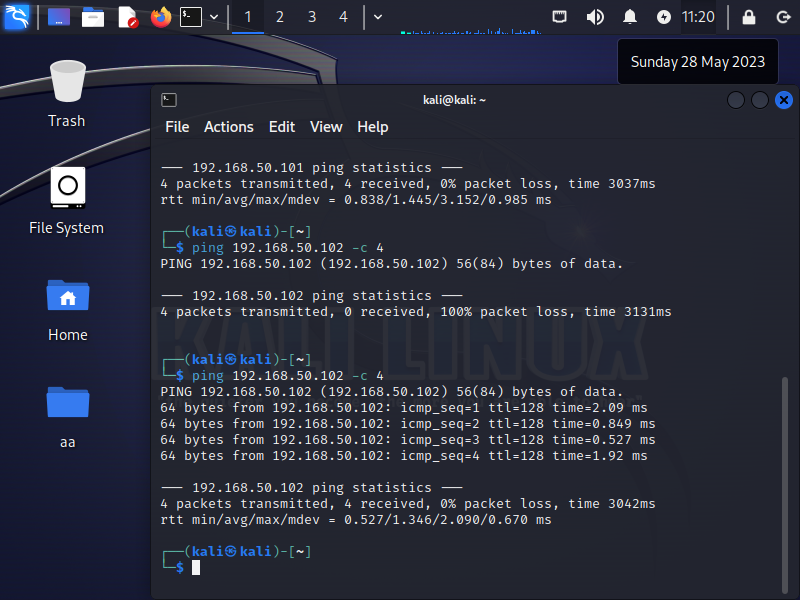 1 2 3 4
11:20
Sunday 28 May 2023
Trash
File System
Home
aa
kali@kali: ~
File Actions Edit View Help
--- 192.168.50.101 ping statistics ---
4 packets transmitted, 4 received, 0% packet loss, time 3037ms
rtt min/avg/max/mdev = 0.838/1.445/3.152/0.985 ms
┌──(kali㉿kali)-[~]
└─$ ping 192.168.50.102 -c 4
PING 192.168.50.102 (192.168.50.102) 56(84) bytes of data.
--- 192.168.50.102 ping statistics ---
4 packets transmitted, 0 received, 100% packet loss, time 3131ms
┌──(kali㉿kali)-[~]
└─$ ping 192.168.50.102 -c 4
PING 192.168.50.102 (192.168.50.102) 56(84) bytes of data.
64 bytes from 192.168.50.102: icmp_seq=1 ttl=128 time=2.09 ms
64 bytes from 192.168.50.102: icmp_seq=2 ttl=128 time=0.849 ms
64 bytes from 192.168.50.102: icmp_seq=3 ttl=128 time=0.527 ms
64 bytes from 192.168.50.102: icmp_seq=4 ttl=128 time=1.92 ms
--- 192.168.50.102 ping statistics ---
4 packets transmitted, 4 received, 0% packet loss, time 3042ms
rtt min/avg/max/mdev = 0.527/1.346/2.090/0.670 ms
┌──(kali㉿kali)-[~]
└─$
KALI LINUX